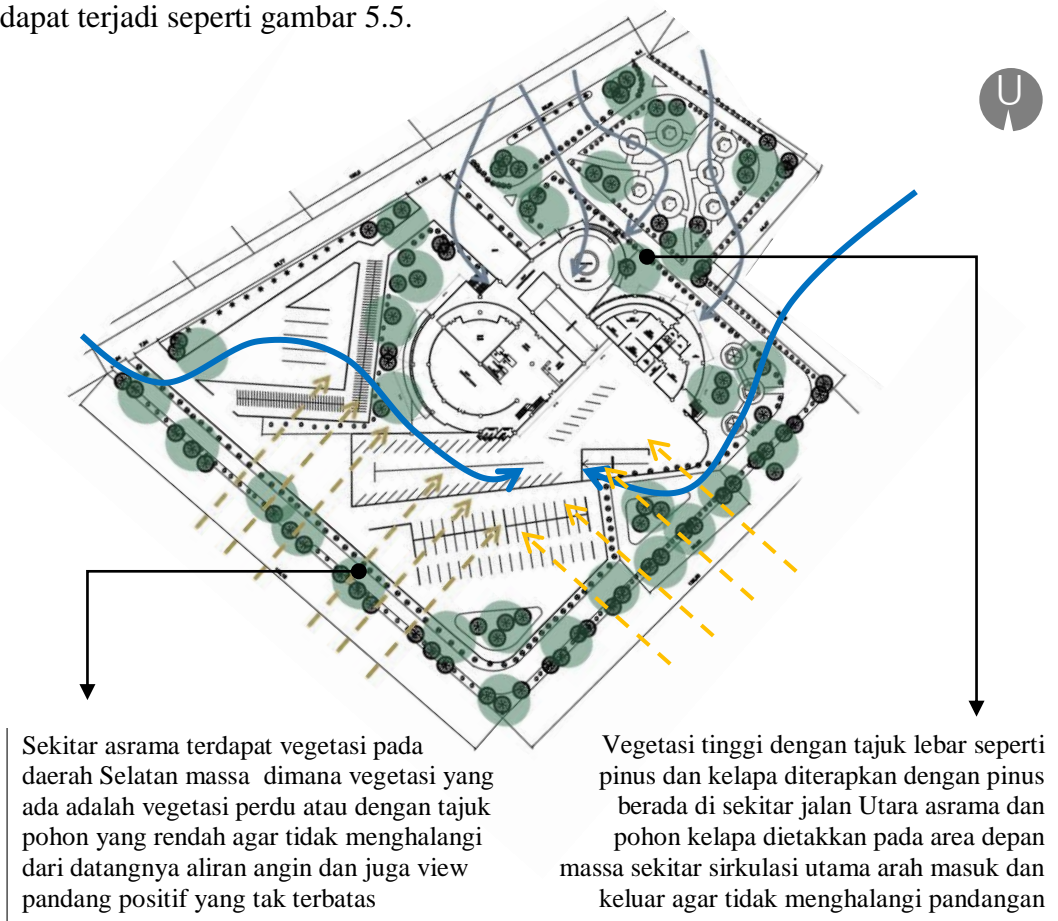 dapat terjadi seperti gambar 5.5.
U
Sekitar asrama terdapat vegetasi pada
daerah Selatan massa dimana vegetasi yang
ada adalah vegetasi perdu atau dengan tajuk
pohon yang rendah agar tidak menghalangi
dari datangnya aliran angin dan juga view
pandang positif yang tak terbatas
Vegetasi tinggi dengan tajuk lebar seperti
pinus dan kelapa diterapkan dengan pinus
berada di sekitar jalan Utara asrama dan
pohon kelapa dietakkan pada area depan
massa sekitar sirkulasi utama arah masuk dan
keluar agar tidak menghalangi pandangan